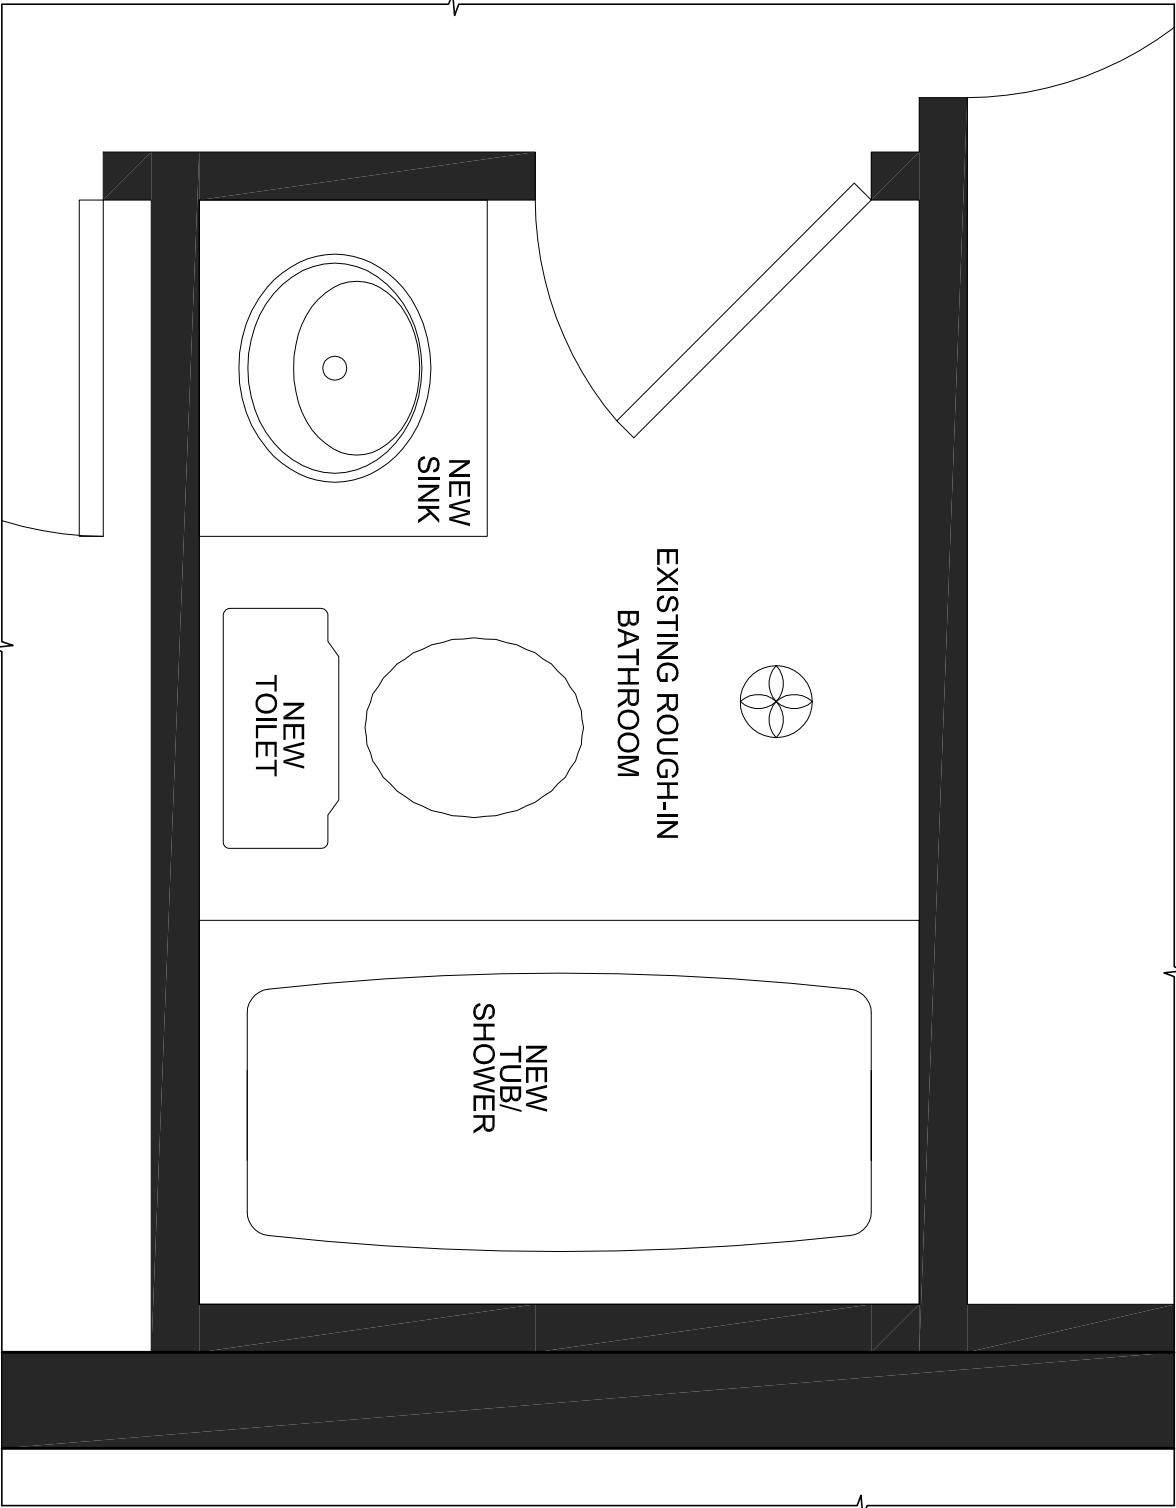 NEW
SINK
EXISTING ROUGH-IN
BATHROOM
NEW
TOILET
NEW
TUB/
SHOWER